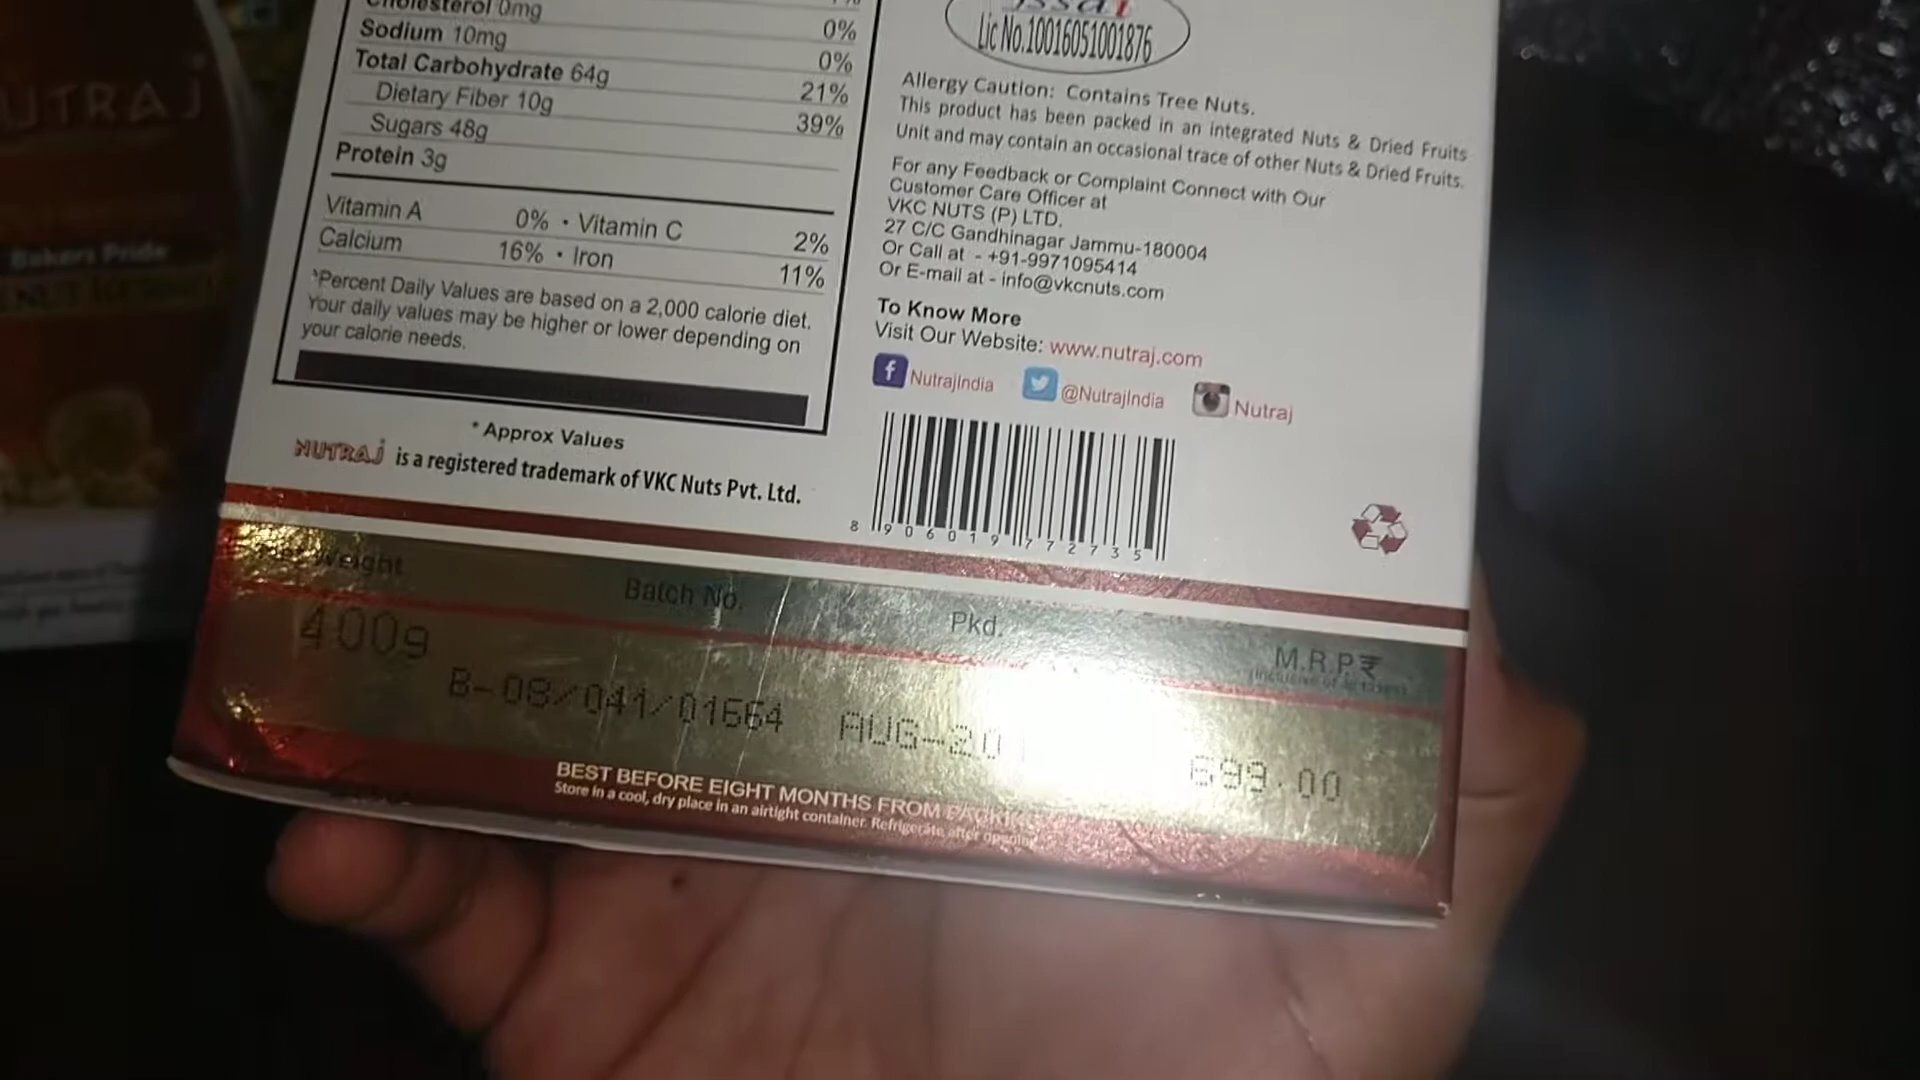 Cholesterol 0mg 0%
Sodium 10mg 0%
Total Carbohydrate 64g 21%
Dietary Fiber 10g 39%
Sugars 48g
Protein 3g
Vitamin A 0% • Vitamin C 2%
Calcium 16% • Iron 11%
*Percent Daily Values are based on a 2,000 calorie diet.
Your daily values may be higher or lower depending on
your calorie needs.
* Approx Values
NUTRAJ is a registered trademark of VKC Nuts Pvt. Ltd.
Lic No.10016051001876
Allergy Caution: Contains Tree Nuts.
This product has been packed in an integrated Nuts & Dried Fruits
Unit and may contain an occasional trace of other Nuts & Dried Fruits.
For any Feedback or Complaint Connect with Our
Customer Care Officer at
VKC NUTS (P) LTD.
27 C/C Gandhinagar Jammu-180004
Or Call at - +91-9971095414
Or E-mail at - info@vkcnuts.com
To Know More
Visit Our Website: www.nutraj.com
NutrajIndia @NutrajIndia Nutraj
8 906019 772735
Net Weight Batch No. Pkd. M.R.P.₹
400g B-08/041/01664 AUG-20 699.00
BEST BEFORE EIGHT MONTHS FROM PACKING
Store in a cool, dry place in an airtight container. Refrigerate after opening
UTRAJ
Bakers Pride